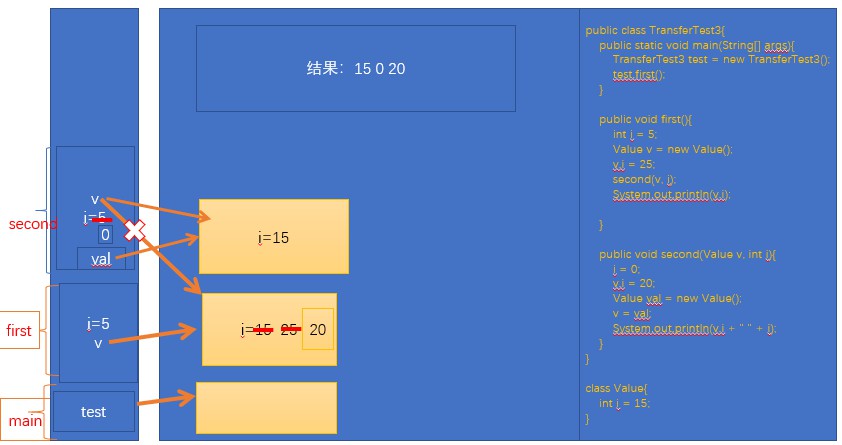 结果：15 0 20
second
v
i=5
0
val
i=15
first
i=5
v
i=15 25 20
main
test
public class TransferTest3{
public static void main(String[] args){
TransferTest3 test = new TransferTest3();
test.first();
}
public void first(){
int i = 5;
Value v = new Value();
v.i = 25;
second(v, i);
System.out.println(v.i);
}
public void second(Value v, int i){
i = 0;
v.i = 20;
Value val = new Value();
v = val;
System.out.println(v.i + " " + i);
}
}
class Value{
int i = 15;
}